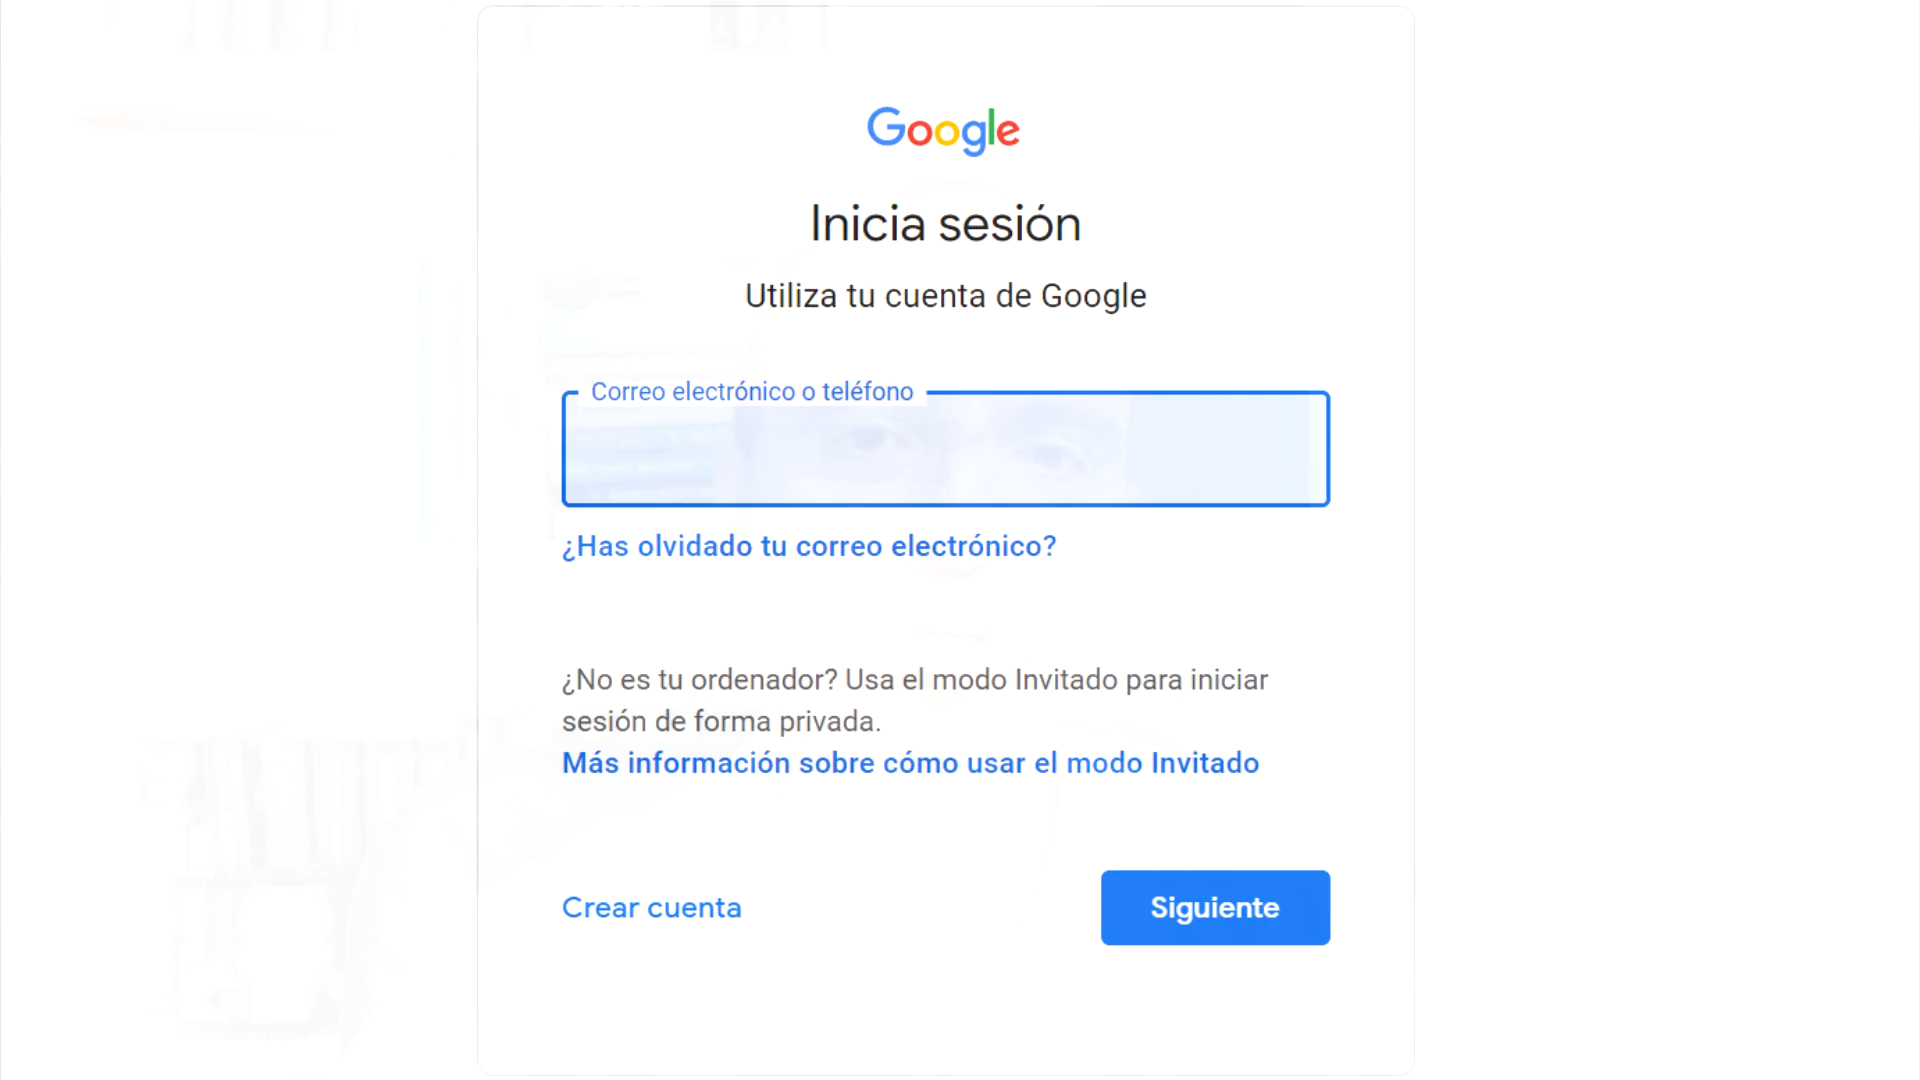 Google
Inicia sesión
Utiliza tu cuenta de Google
Correo electrónico o teléfono
¿Has olvidado tu correo electrónico?
¿No es tu ordenador? Usa el modo Invitado para iniciar
sesión de forma privada.
Más información sobre cómo usar el modo Invitado
Crear cuenta
Siguiente